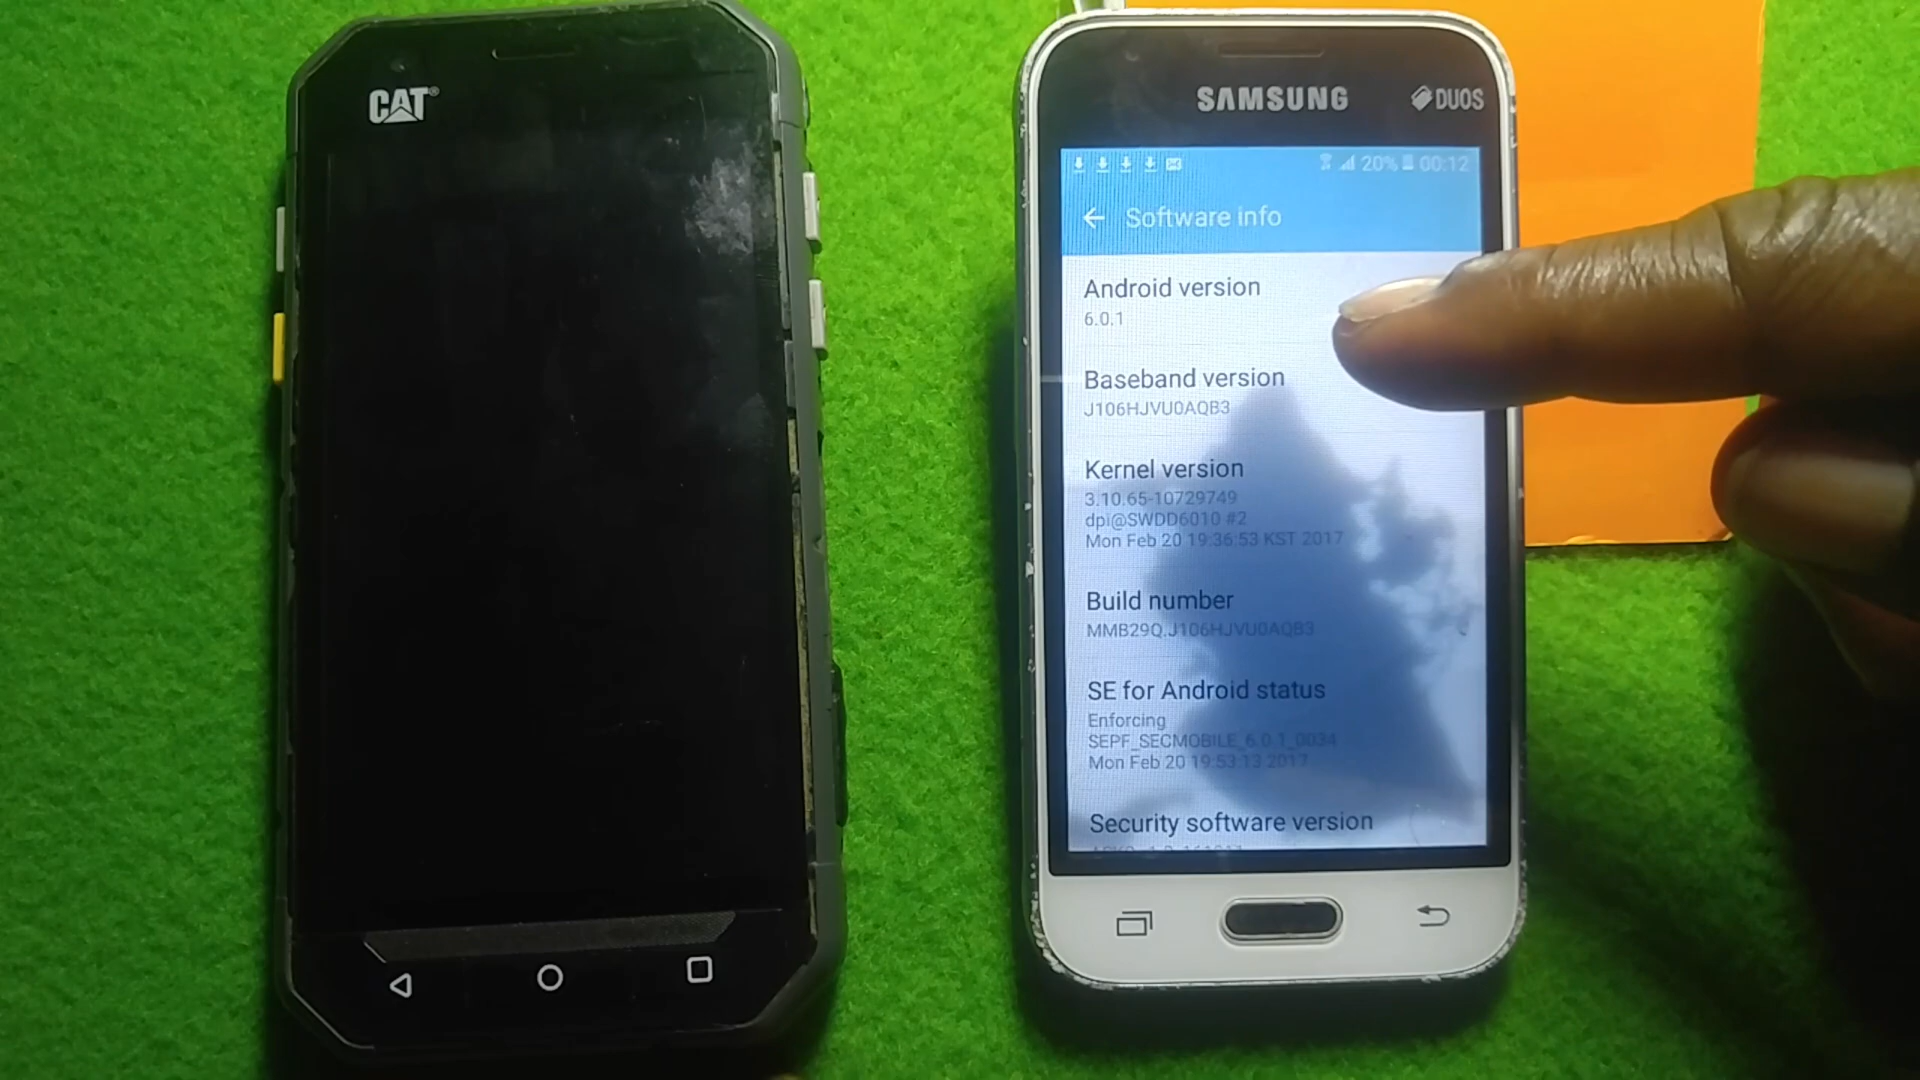 CAT®
SAMSUNG
DUOS
20% 00:12
Software info
Android version
6.0.1
Baseband version
J106HJVU0AQB3
Kernel version
3.10.65-10729749
dpi@SWDD6010 #2
Mon Feb 20 19:36:53 KST 2017
Build number
MMB29Q.J106HJVU0AQB3
SE for Android status
Enforcing
SEPF_SECMOBILE_6.0.1_0034
Mon Feb 20 19:53:13 2017
Security software version